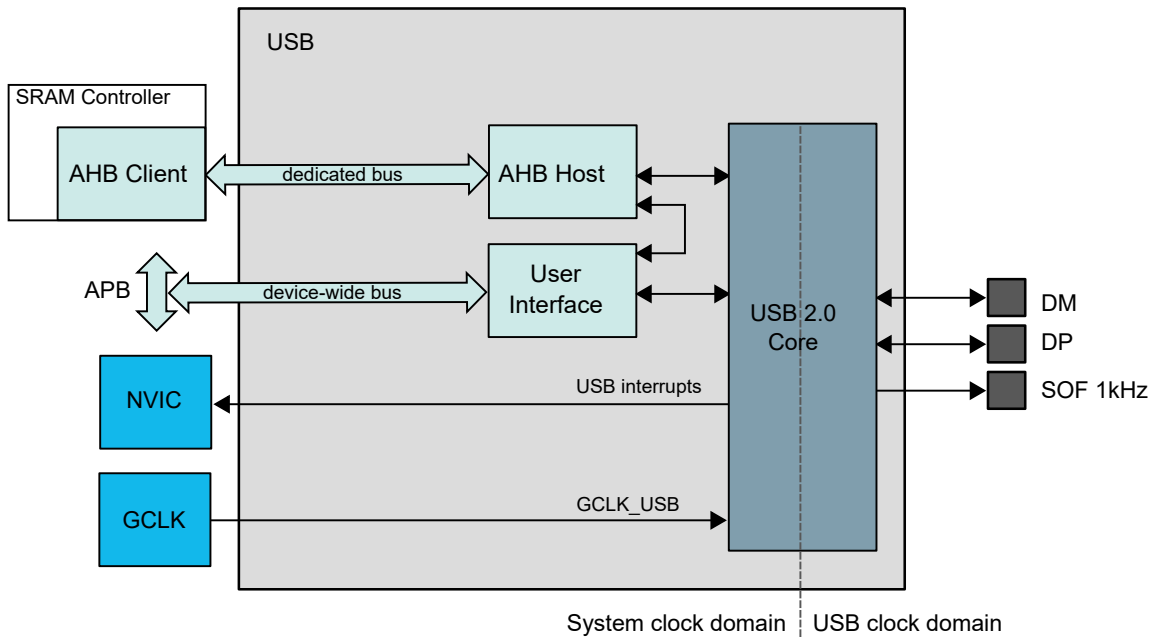 USB
SRAM Controller
AHB Client
dedicated bus
AHB Host
APB
device-wide bus
User
Interface
USB 2.0
Core
DM
DP
SOF 1kHz
NVIC
USB interrupts
GCLK
GCLK_USB
System clock domain
USB clock domain